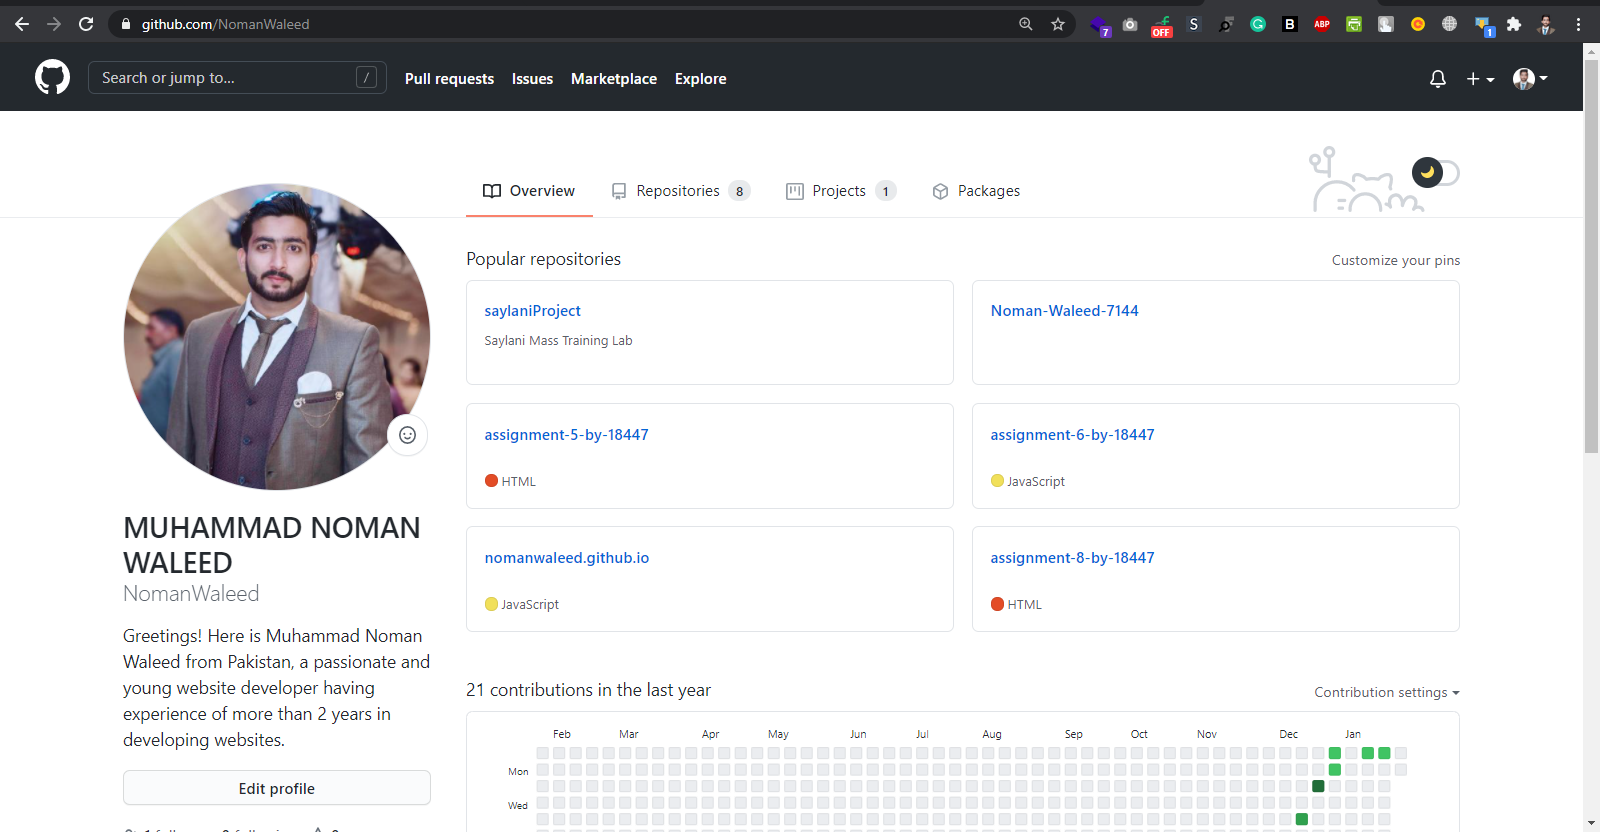 github.com/NomanWaleed
7
OFF
S
B
ABP
1
Search or jump to...
/
Pull requests
Issues
Marketplace
Explore
Overview
Repositories 8
Projects 1
Packages
Popular repositories
Customize your pins
saylaniProject
Saylani Mass Training Lab
Noman-Waleed-7144
assignment-5-by-18447
HTML
assignment-6-by-18447
JavaScript
nomanwaleed.github.io
JavaScript
assignment-8-by-18447
HTML
MUHAMMAD NOMAN
WALEED
NomanWaleed
Greetings! Here is Muhammad Noman
Waleed from Pakistan, a passionate and
young website developer having
experience of more than 2 years in
developing websites.
Edit profile
21 contributions in the last year
Contribution settings
Feb Mar Apr May Jun Jul Aug Sep Oct Nov Dec Jan
Mon
Wed